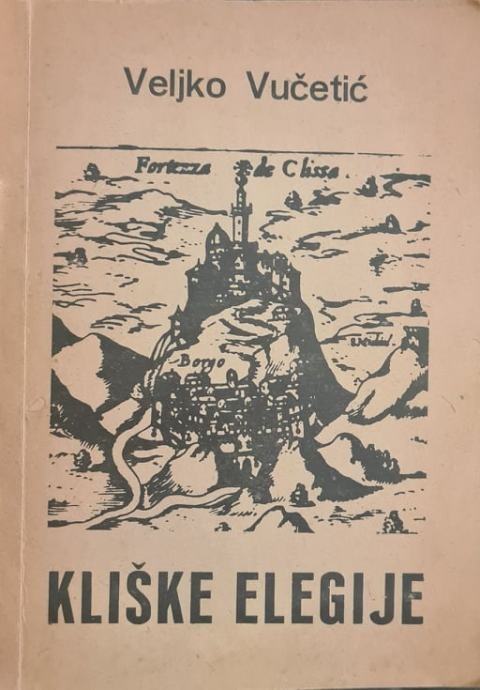 Veljko Vučetić
Fortezza de Clissa.
Borgo
KLIŠKE ELEGIJE